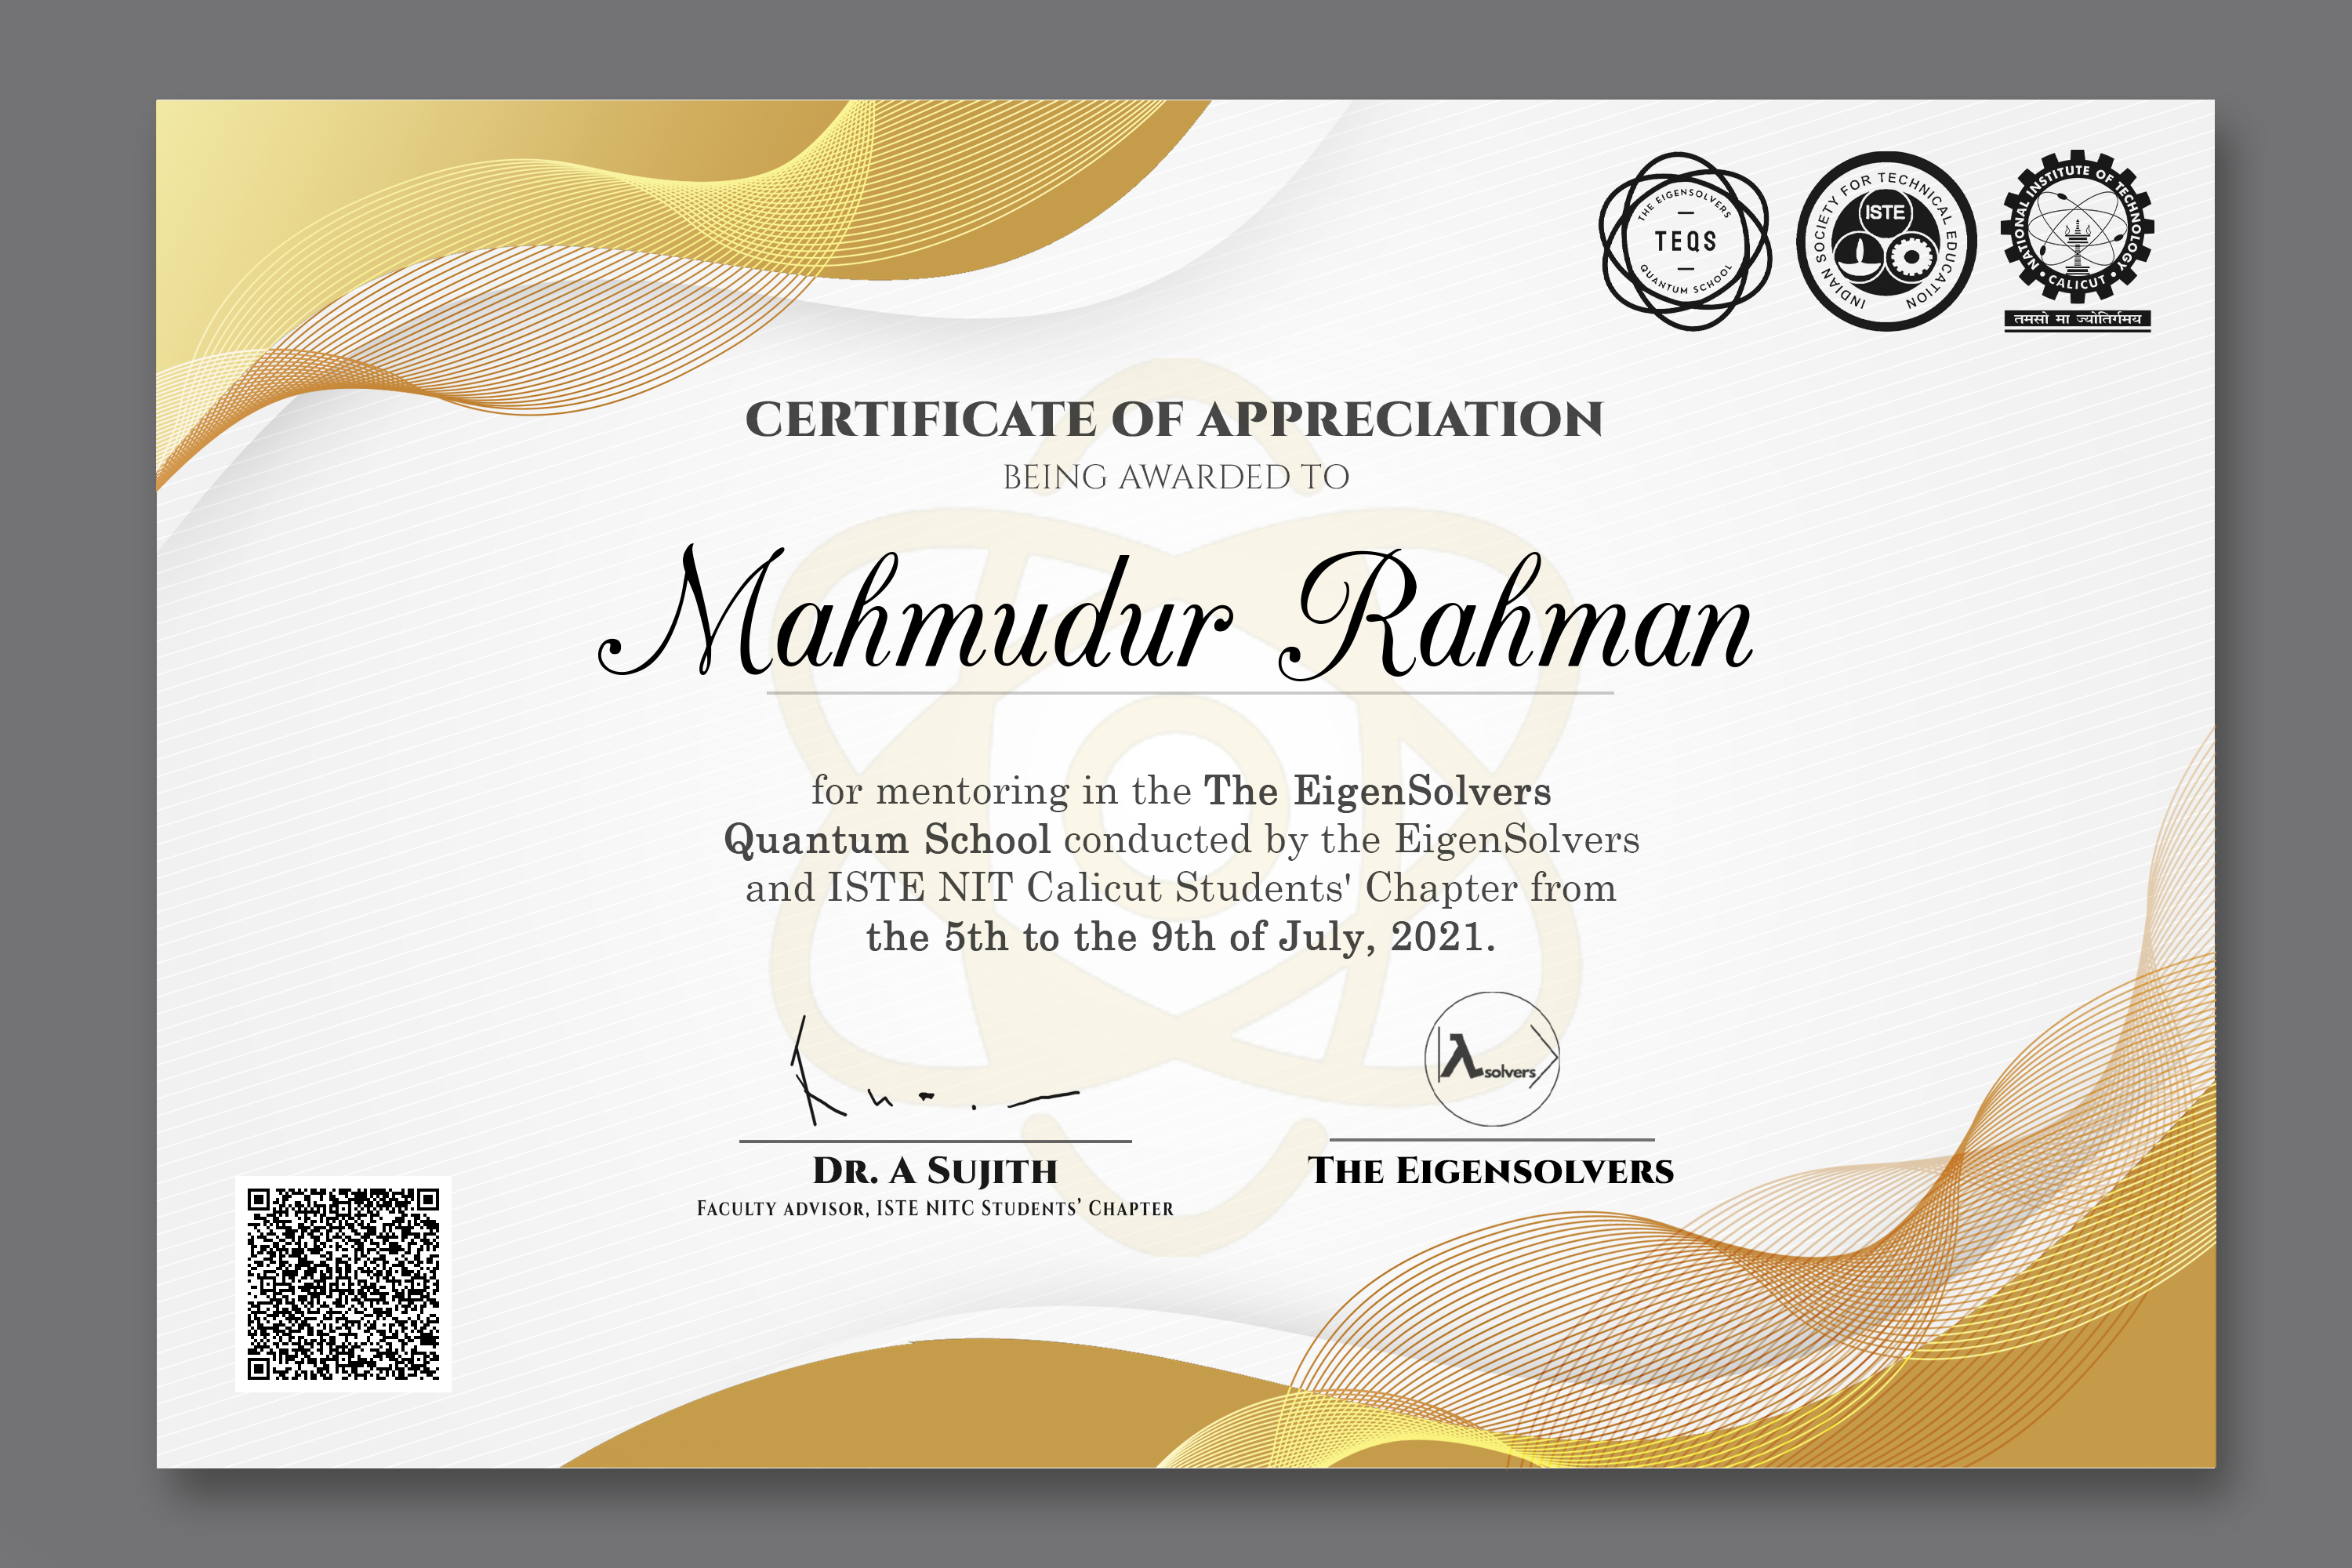 THE EIGENSOLVERS
TEQS
QUANTUM SCHOOL
INDIAN SOCIETY FOR TECHNICAL EDUCATION
ISTE
NATIONAL INSTITUTE OF TECHNOLOGY
• CALICUT •
तमसो मा ज्योतिर्गमय
CERTIFICATE OF APPRECIATION
BEING AWARDED TO
Mahmudur Rahman
for mentoring in the The EigenSolvers
Quantum School conducted by the EigenSolvers
and ISTE NIT Calicut Students' Chapter from
the 5th to the 9th of July, 2021.
λ solvers
DR. A SUJITH
FACULTY ADVISOR, ISTE NITC STUDENTS' CHAPTER
THE EIGENSOLVERS